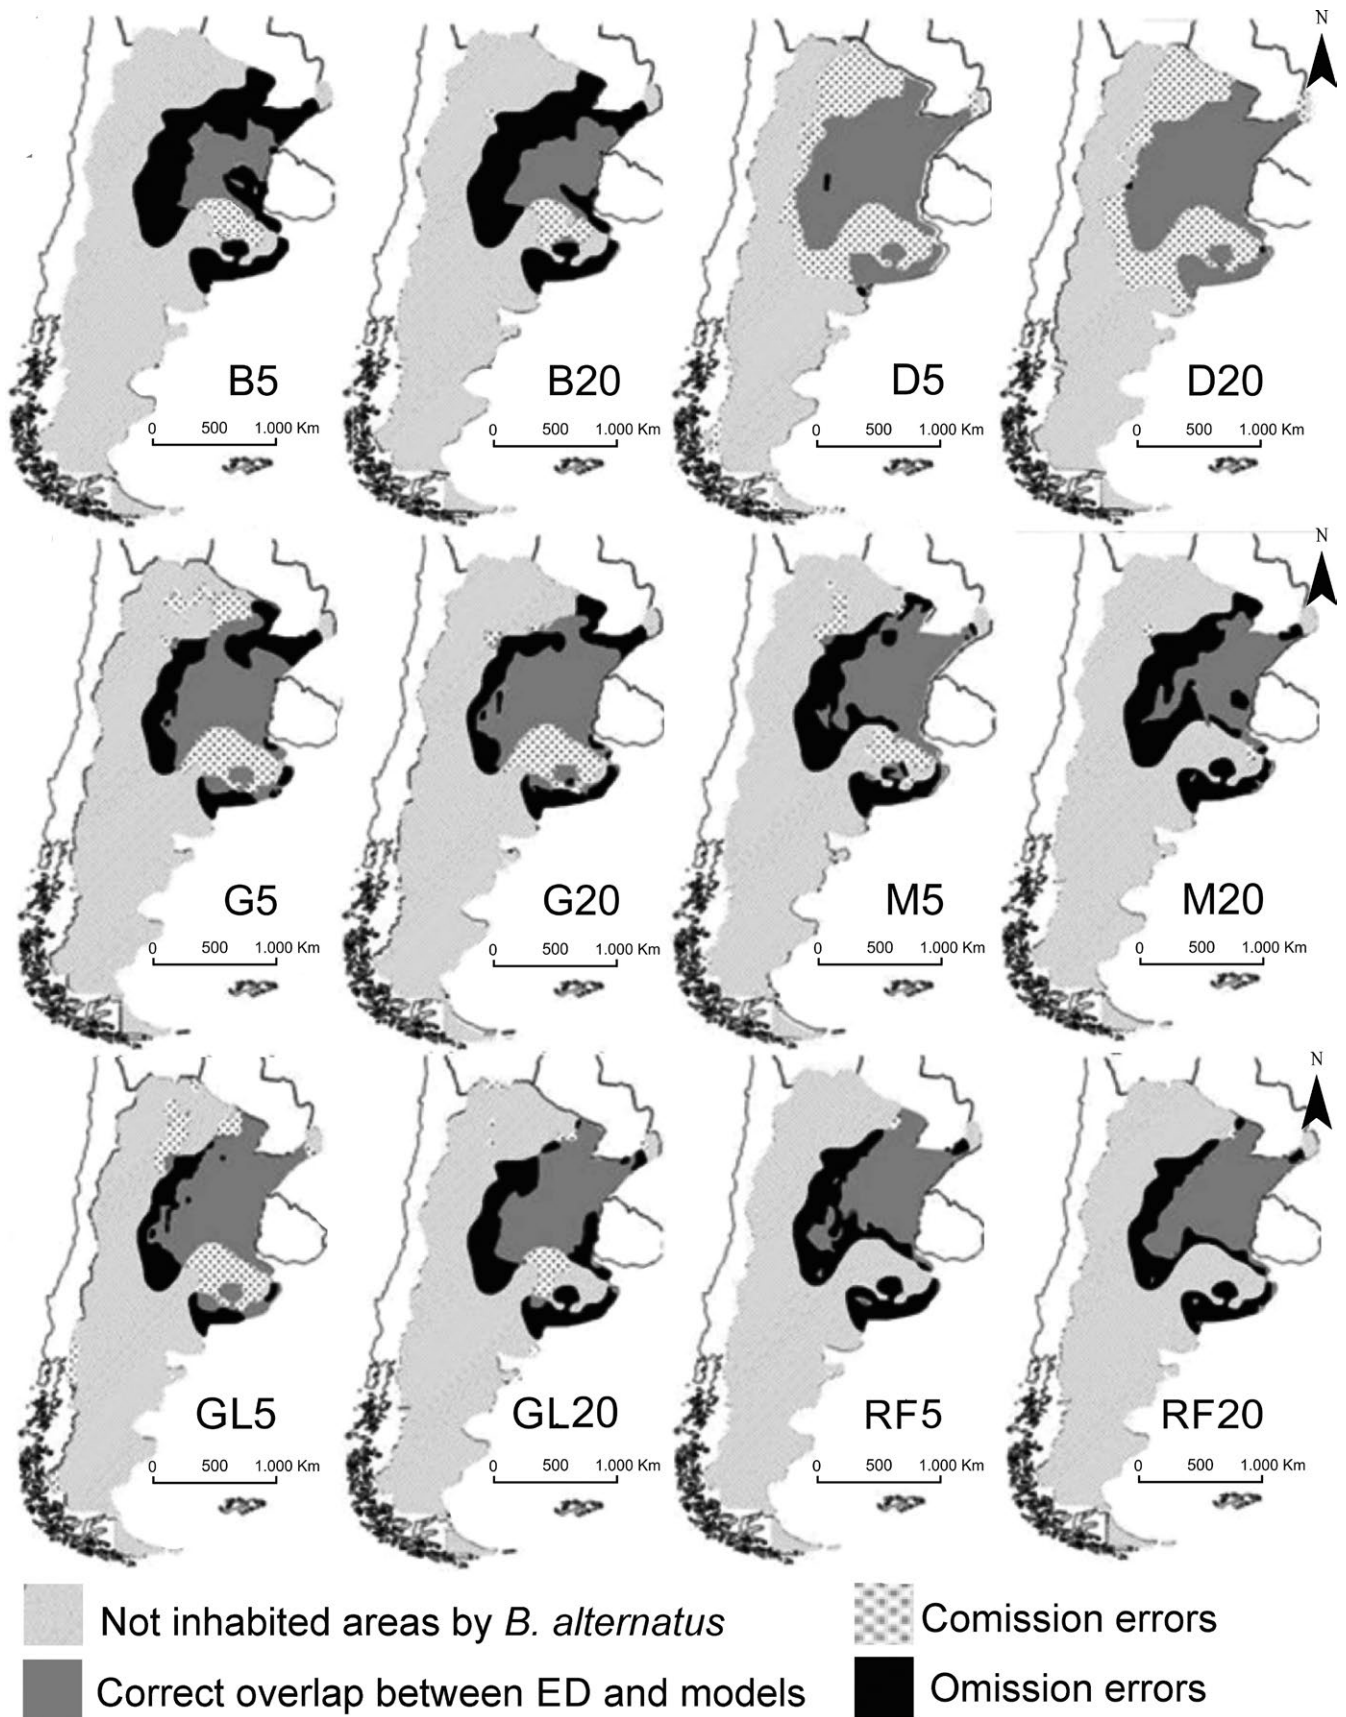 N
B5
B20
D5
D20
0 500 1.000 Km
0 500 1.000 Km
0 500 1.000 Km
0 500 1.000 Km
N
G5
G20
M5
M20
0 500 1.000 Km
0 500 1.000 Km
0 500 1.000 Km
0 500 1.000 Km
N
GL5
GL20
RF5
RF20
0 500 1.000 Km
0 500 1.000 Km
0 500 1.000 Km
0 500 1.000 Km
Not inhabited areas by B. alternatus
Comission errors
Correct overlap between ED and models
Omission errors